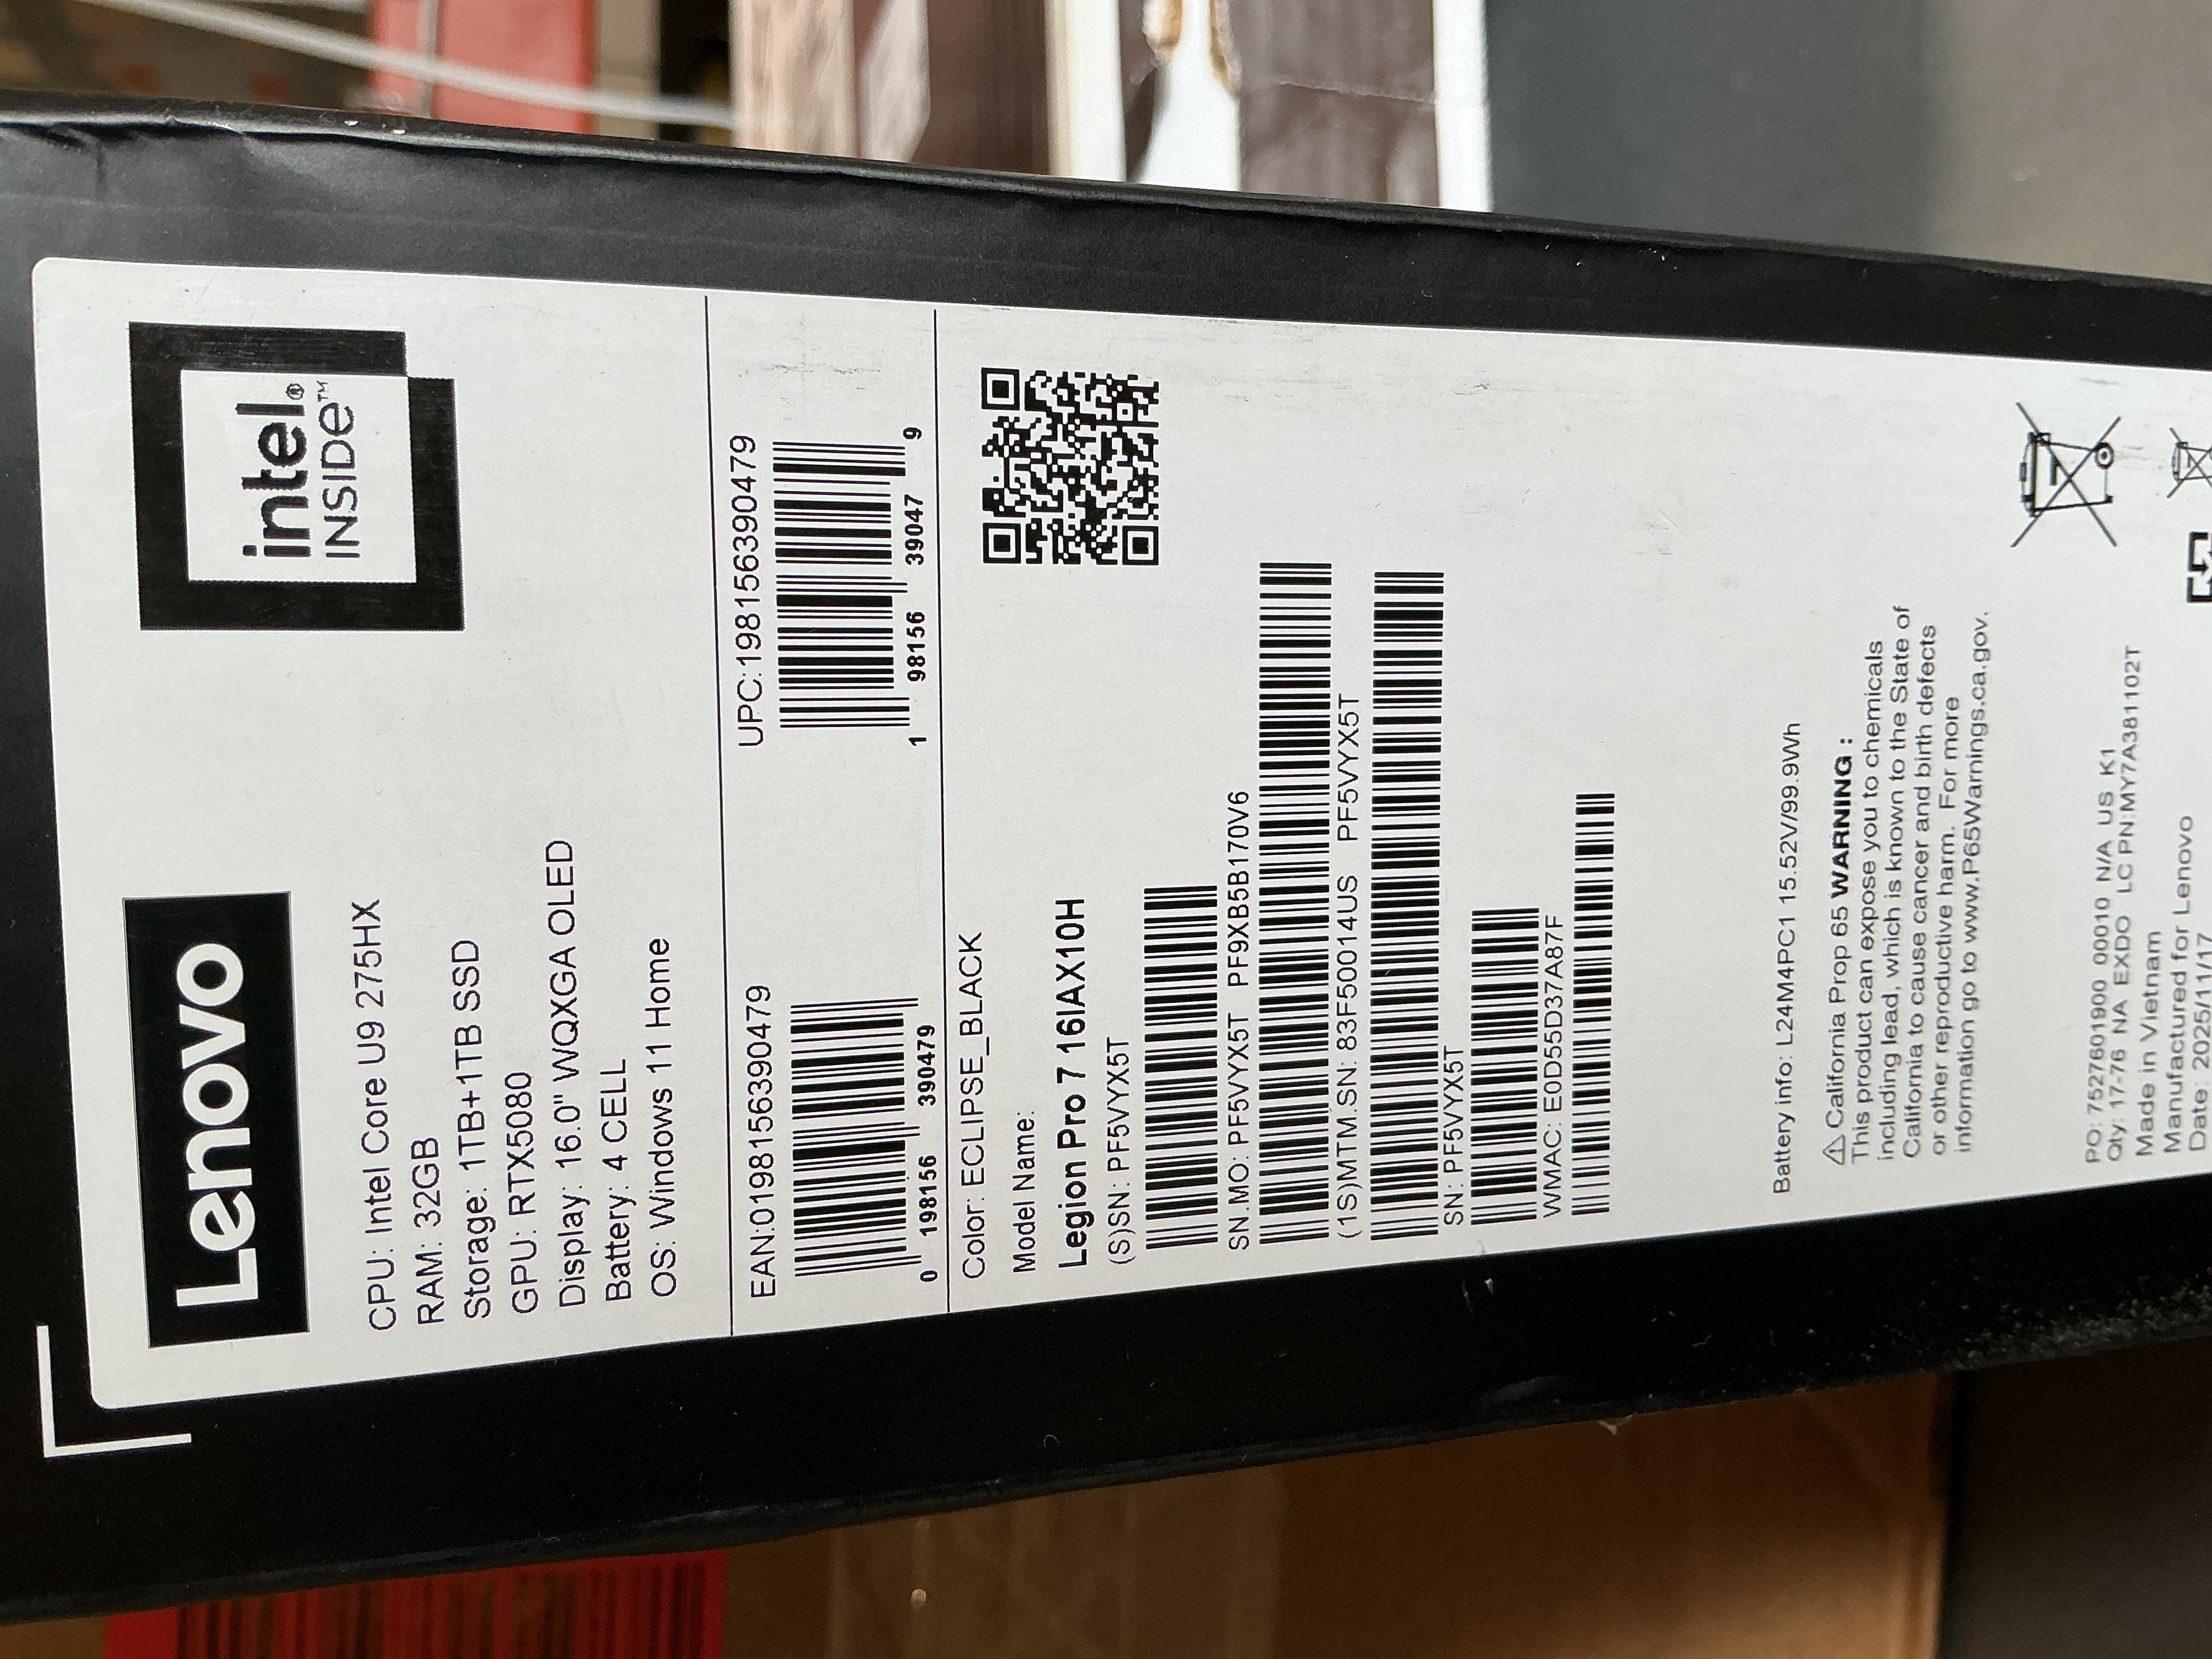 Lenovo
intel®
INSIDE™
CPU: Intel Core U9 275HX
RAM: 32GB
Storage: 1TB+1TB SSD
GPU: RTX5080
Display: 16.0" WQXGA OLED
Battery: 4 CELL
OS: Windows 11 Home
EAN:0198156390479
0 198156 390479
UPC:198156390479
1 98156 39047 9
Color: ECLIPSE_BLACK
Model Name:
Legion Pro 7 16IAX10H
(S)SN: PF5VYX5T
SN.MO: PF5VYX5T PF9XB5B170V6
(1S)MTM.SN: 83F50014US PF5VYX5T
SN: PF5VYX5T
WMAC: E0D55D37A87F
Battery info: L24M4PC1 15.52V/99.9Wh
⚠California Prop 65 WARNING :
This product can expose you to chemicals
including lead, which is known to the State of
California to cause cancer and birth defects
or other reproductive harm. For more
information go to www.P65Warnings.ca.gov.
PO: 7527601900 00010 N/A US K1
Qty: 17-76 NA EXDO LC PN:MY7A381102T
Made in Vietnam
Manufactured for Lenovo
Date: 2025/11/17